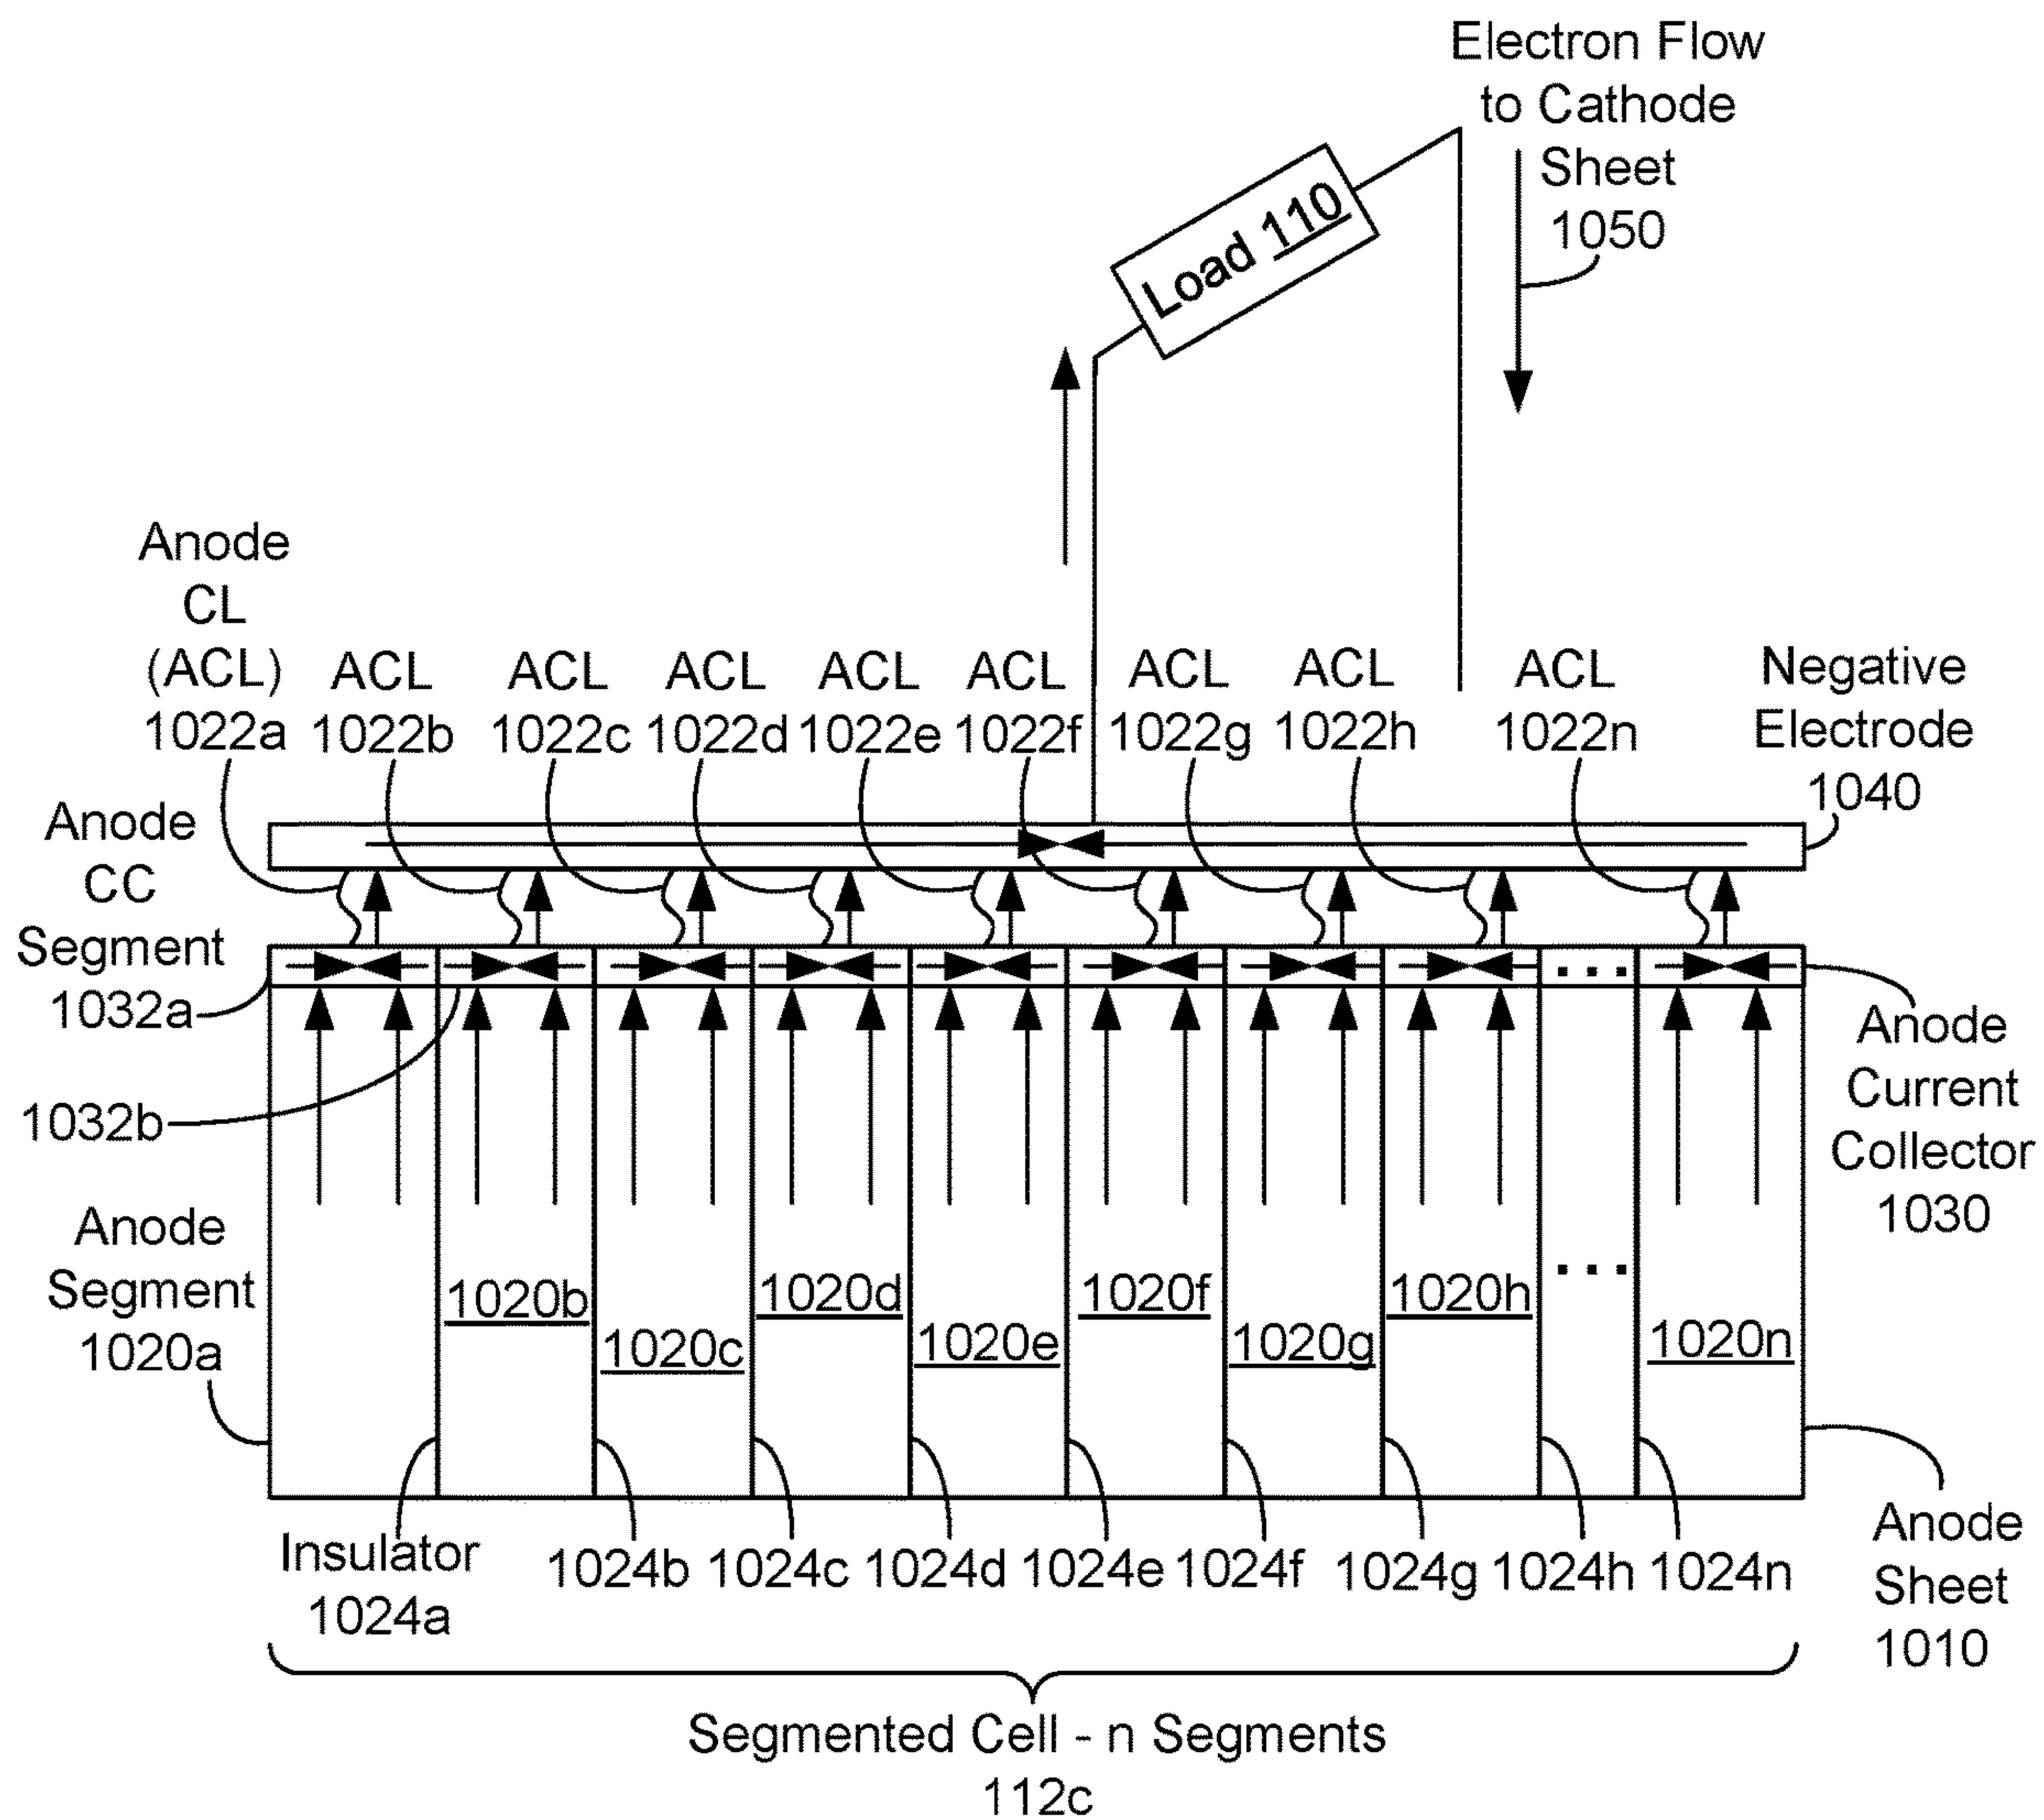 Electron Flow
to Cathode
Sheet
1050
Load 110
Anode
CL
(ACL)
1022a
ACL
1022b
ACL
1022c
ACL
1022d
ACL
1022e
ACL
1022f
ACL
1022g
ACL
1022h
ACL
1022n
Negative
Electrode
1040
Anode
CC
Segment
1032a
1032b
...
Anode
Current
Collector
1030
Anode
Segment
1020a
1020b
1020c
1020d
1020e
1020f
1020g
1020h
...
1020n
Insulator
1024a
1024b
1024c
1024d
1024e
1024f
1024g
1024h
1024n
Anode
Sheet
1010
Segmented Cell - n Segments
112c